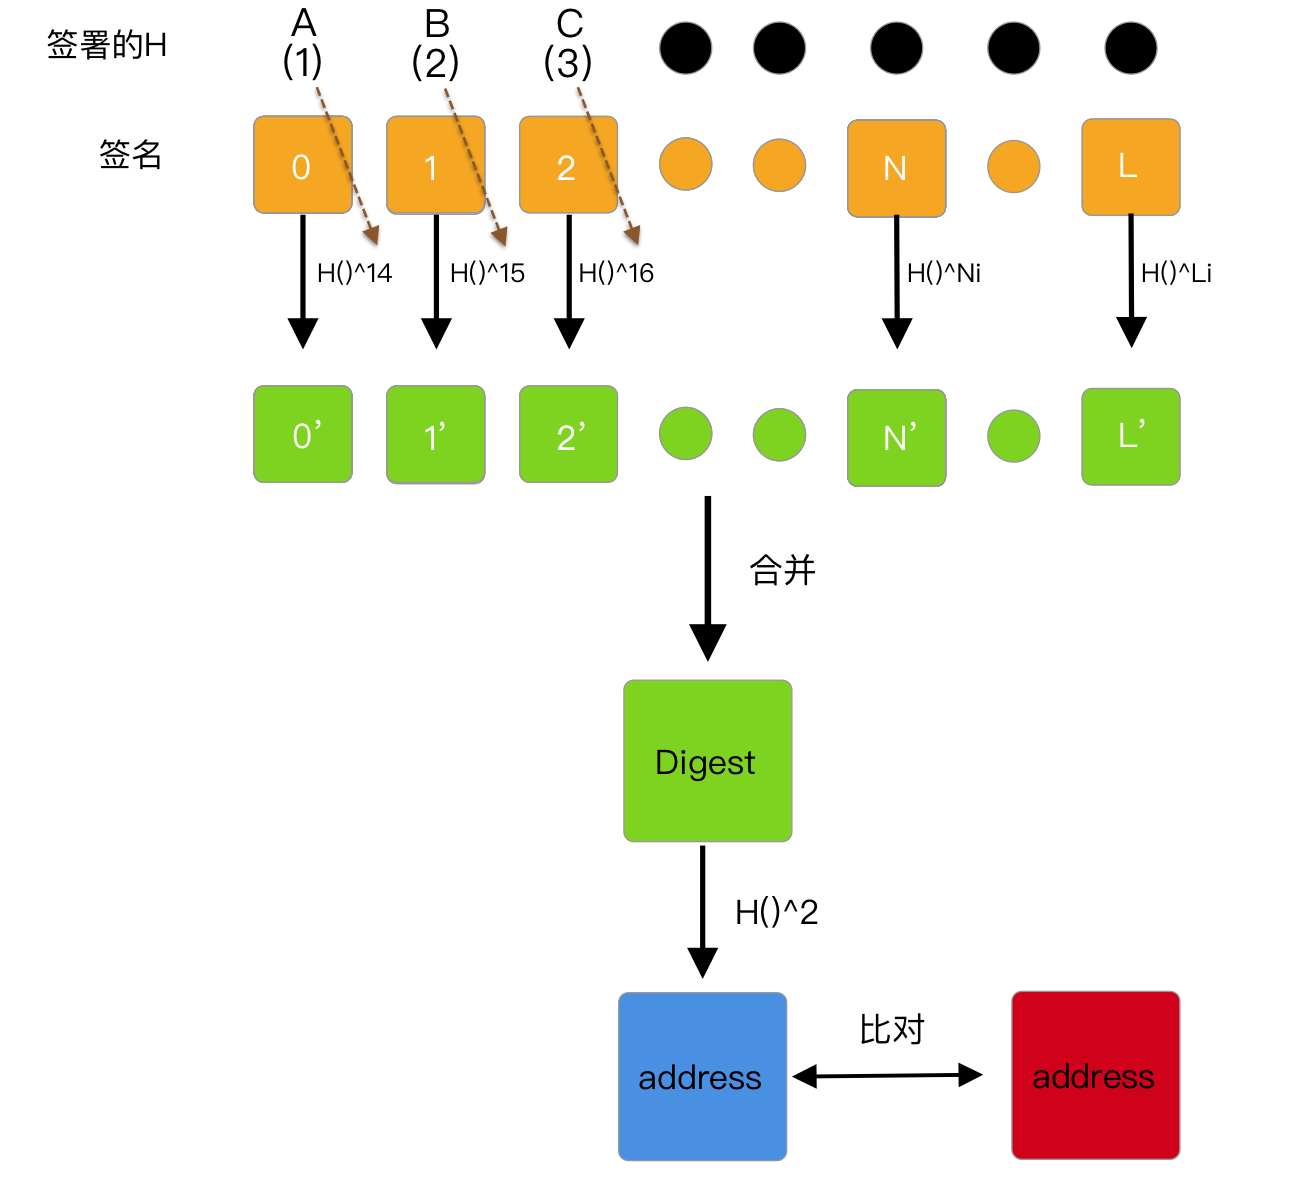 签署的H
A
(1)
B
(2)
C
(3)
签名
0
1
2
N
L
H()^14
H()^15
H()^16
H()^Ni
H()^Li
0’
1’
2’
N’
L’
合并
Digest
H()^2
address
比对
address